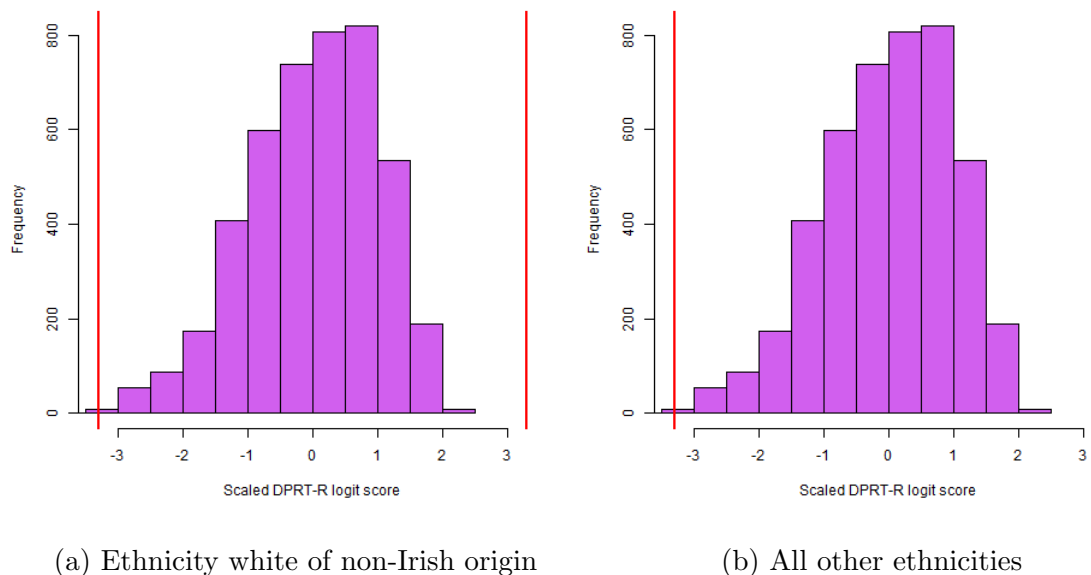 Frequency
0 200 400 600 800
-3 -2 -1 0 1 2 3
Scaled DPRT-R logit score
(a) Ethnicity white of non-Irish origin
Frequency
0 200 400 600 800
-3 -2 -1 0 1 2 3
Scaled DPRT-R logit score
(b) All other ethnicities